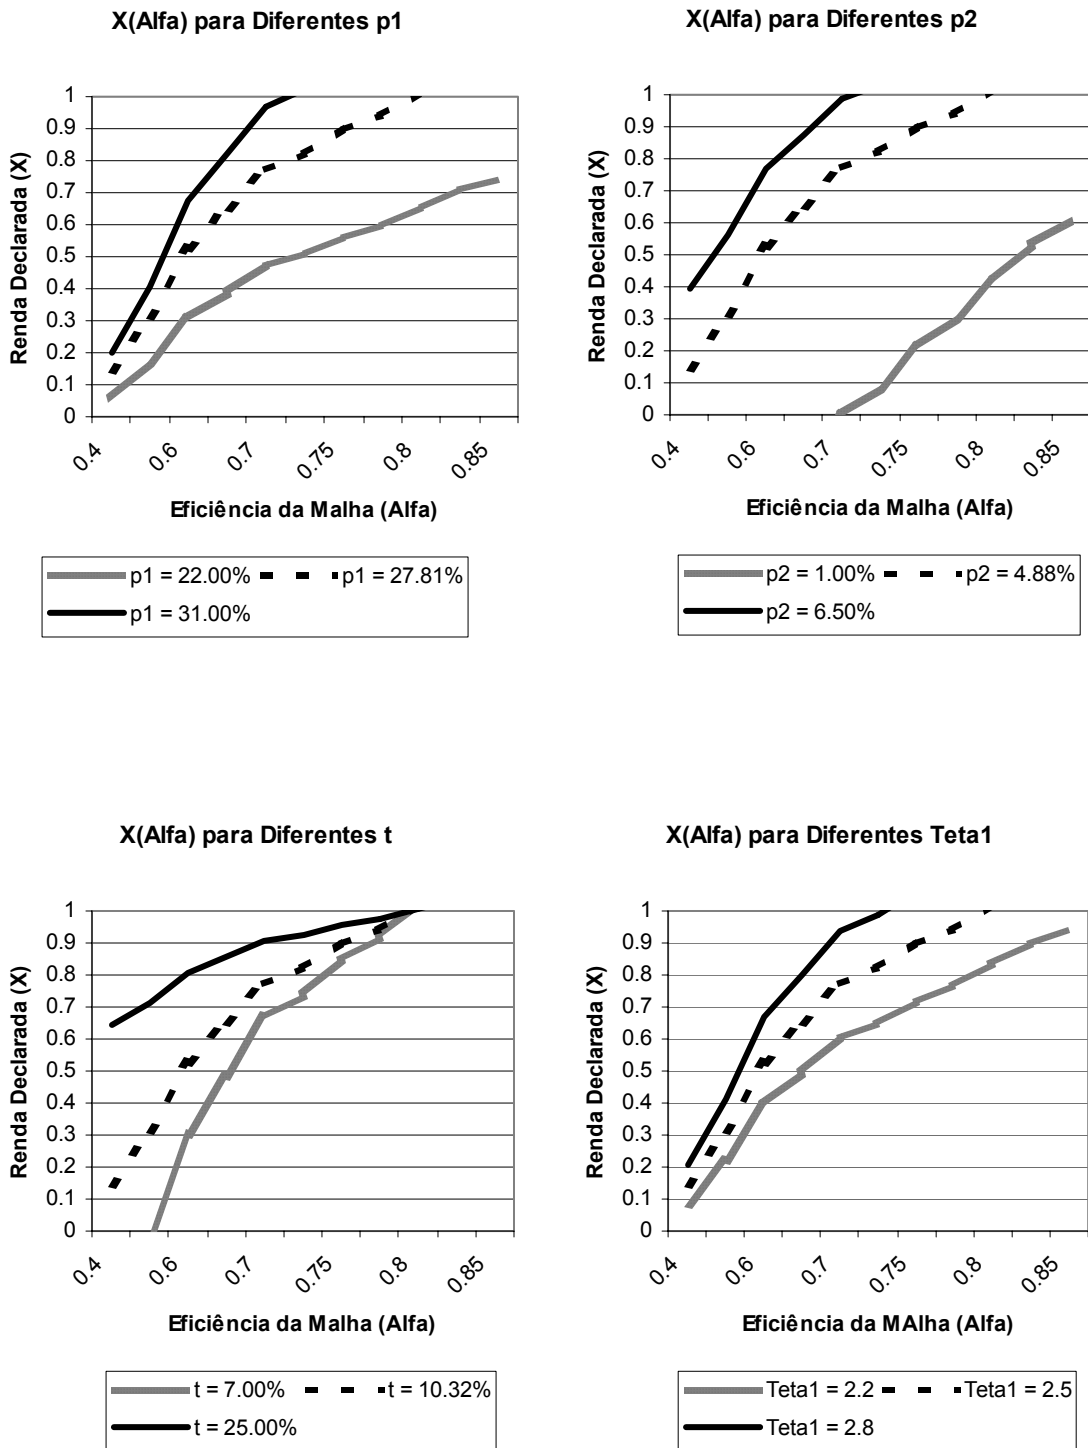 X(Alfa) para Diferentes p1
1
0.9
0.8
0.7
0.6
0.5
0.4
0.3
0.2
0.1
0
Renda Declarada (X)
0.4
0.6
0.7
0.75
0.8
0.85
Eficiência da Malha (Alfa)
p1 = 22.00%
p1 = 27.81%
p1 = 31.00%
X(Alfa) para Diferentes p2
1
0.9
0.8
0.7
0.6
0.5
0.4
0.3
0.2
0.1
0
Renda Declarada (X)
0.4
0.6
0.7
0.75
0.8
0.85
Eficiência da Malha (Alfa)
p2 = 1.00%
p2 = 4.88%
p2 = 6.50%
X(Alfa) para Diferentes t
1
0.9
0.8
0.7
0.6
0.5
0.4
0.3
0.2
0.1
0
Renda Declarada (X)
0.4
0.6
0.7
0.75
0.8
0.85
Eficiência da Malha (Alfa)
t = 7.00%
t = 10.32%
t = 25.00%
X(Alfa) para Diferentes Teta1
1
0.9
0.8
0.7
0.6
0.5
0.4
0.3
0.2
0.1
0
Renda Declarada (X)
0.4
0.6
0.7
0.75
0.8
0.85
Eficiência da MAlha (Alfa)
Teta1 = 2.2
Teta1 = 2.5
Teta1 = 2.8